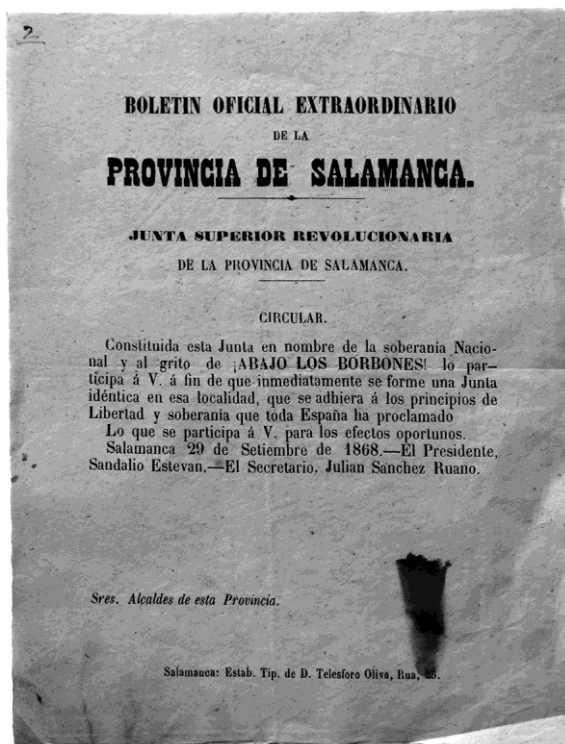 2
BOLETIN OFICIAL EXTRAORDINARIO
DE LA
PROVINCIA DE SALAMANCA.
JUNTA SUPERIOR REVOLUCIONARIA
DE LA PROVINCIA DE SALAMANCA.
CIRCULAR.
Constituida esta Junta en nombre de la soberanía Nacio-
nal y al grito de ¡ABAJO LOS BORBONES! lo par-
ticipa á V. á fin de que inmediatamente se forme una Junta
idéntica en esa localidad, que se adhiera á los principios de
Libertad y soberania que toda España ha proclamado
Lo que se participa á V. para los efectos oportunos.
Salamanca 29 de Setiembre de 1868.—El Presidente,
Sandalio Estevan.—El Secretario, Julian Sanchez Ruano.
Sres. Alcaldes de esta Provincia.
Salamanca: Estab. Tip. de D. Telesforo Oliva, Rua,